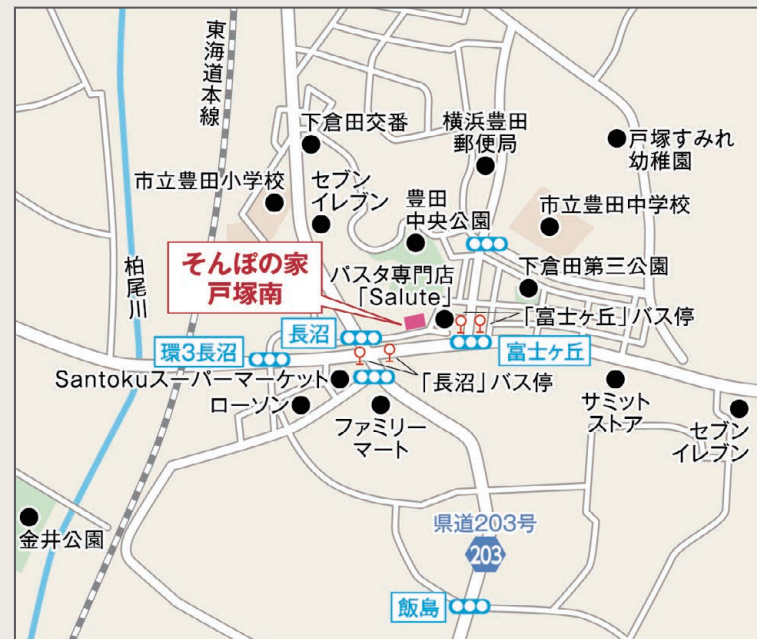 東海道本線
下倉田交番
横浜豊田
郵便局
戸塚すみれ
幼稚園
市立豊田小学校
セブン
イレブン
豊田
中央公園
市立豊田中学校
柏尾川
そんぽの家
戸塚南
パスタ専門店
「Salute」
下倉田第三公園
「富士ヶ丘」バス停
長沼
環3長沼
富士ヶ丘
Santokuスーパーマーケット
「長沼」バス停
ローソン
ファミリー
マート
サミット
ストア
セブン
イレブン
金井公園
県道203号
203
飯島